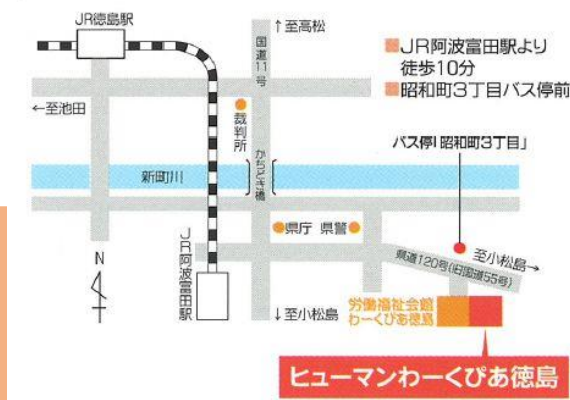 JR徳島駅
↑至高松
国道11号
■JR阿波富田駅より
徒歩10分
■昭和町3丁目バス停前
←至池田
裁判所
バス停「昭和町3丁目」
新町川
かちどき橋
県庁 県警
JR阿波富田駅
N
県道120号(旧国道55号)
至小松島→
↓至小松島
労働福祉会館
わーくぴあ徳島
ヒューマンわーくぴあ徳島